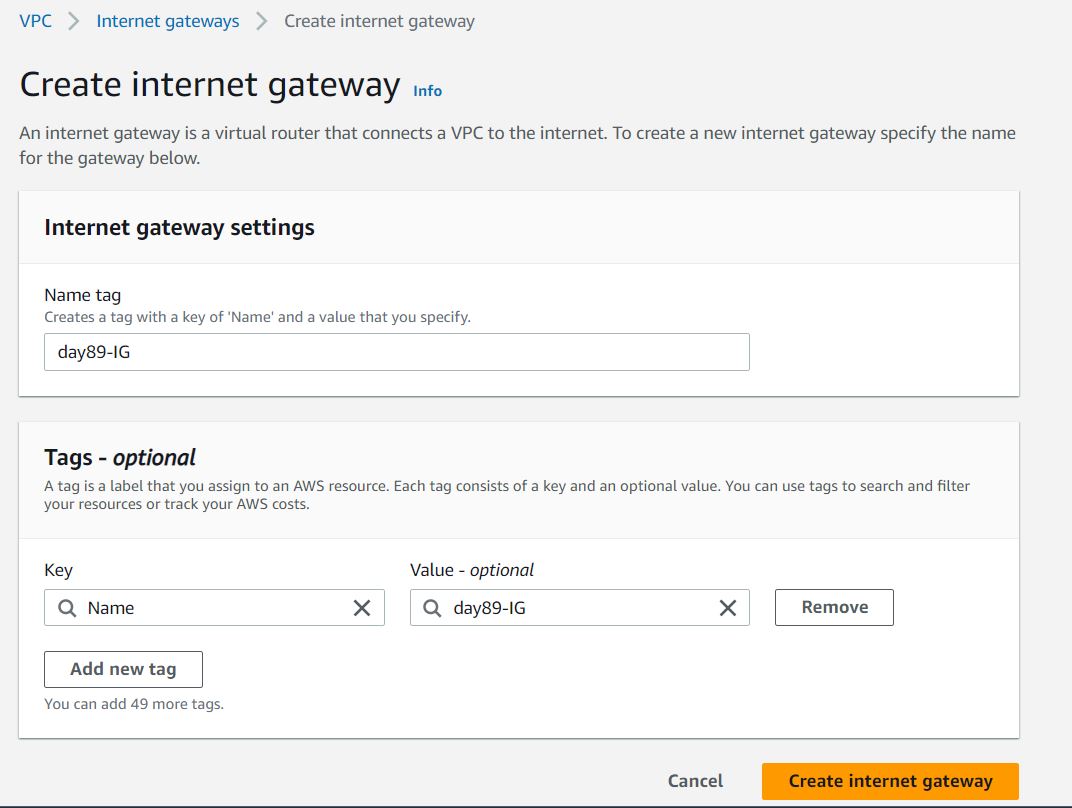 VPC > Internet gateways > Create internet gateway
Create internet gateway Info
An internet gateway is a virtual router that connects a VPC to the internet. To create a new internet gateway specify the name
for the gateway below.
Internet gateway settings
Name tag
Creates a tag with a key of 'Name' and a value that you specify.
day89-IG
Tags - optional
A tag is a label that you assign to an AWS resource. Each tag consists of a key and an optional value. You can use tags to search and filter
your resources or track your AWS costs.
Key Value - optional
Name day89-IG Remove
Add new tag
You can add 49 more tags.
Cancel Create internet gateway